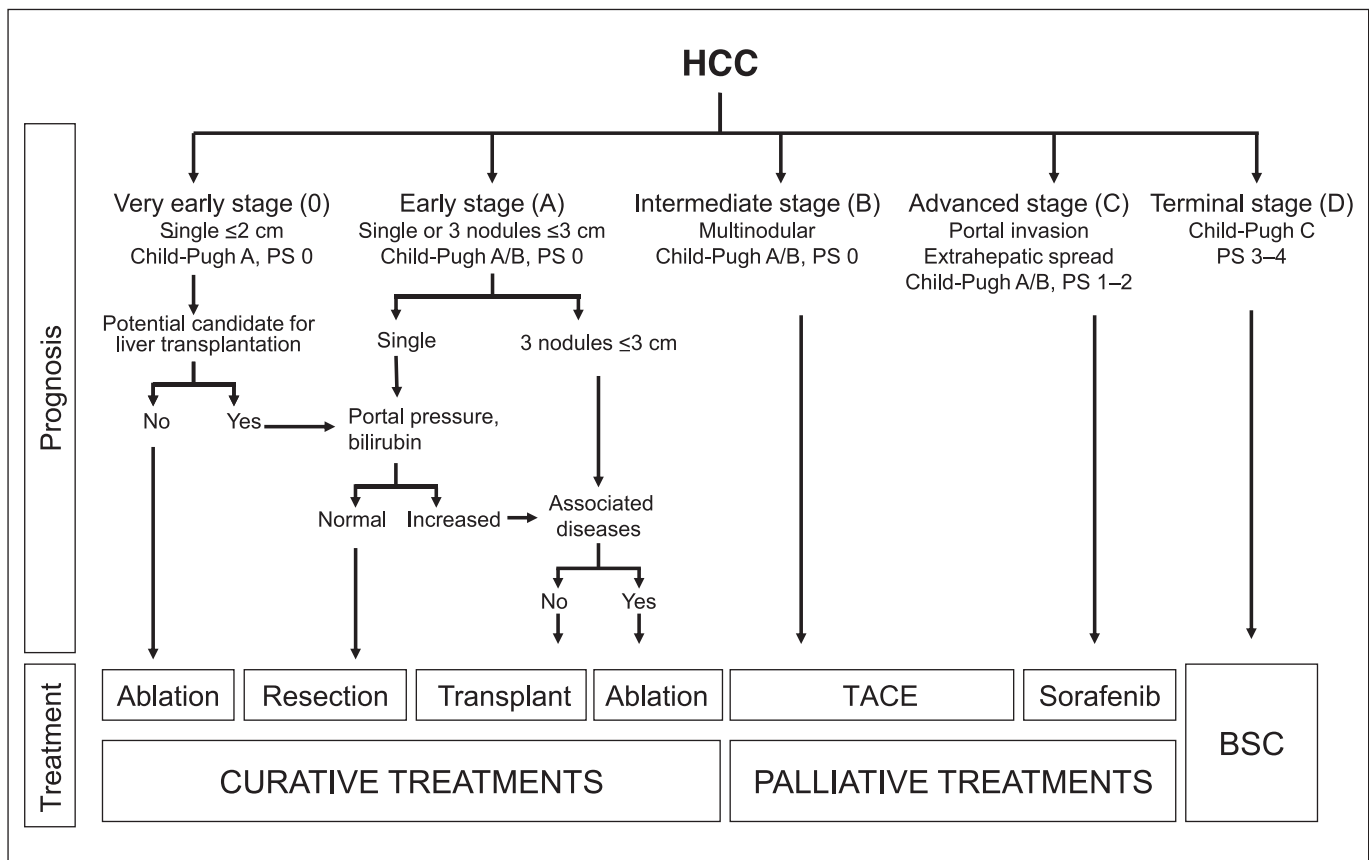 HCC
Prognosis
Very early stage (0)
Single ≤2 cm
Child-Pugh A, PS 0
Early stage (A)
Single or 3 nodules ≤3 cm
Child-Pugh A/B, PS 0
Intermediate stage (B)
Multinodular
Child-Pugh A/B, PS 0
Advanced stage (C)
Portal invasion
Extrahepatic spread
Child-Pugh A/B, PS 1–2
Terminal stage (D)
Child-Pugh C
PS 3–4
Potential candidate for
liver transplantation
Single
3 nodules ≤3 cm
No
Yes
Portal pressure,
bilirubin
Normal
Increased
Associated
diseases
No
Yes
Treatment
Ablation
Resection
Transplant
Ablation
TACE
Sorafenib
BSC
CURATIVE TREATMENTS
PALLIATIVE TREATMENTS